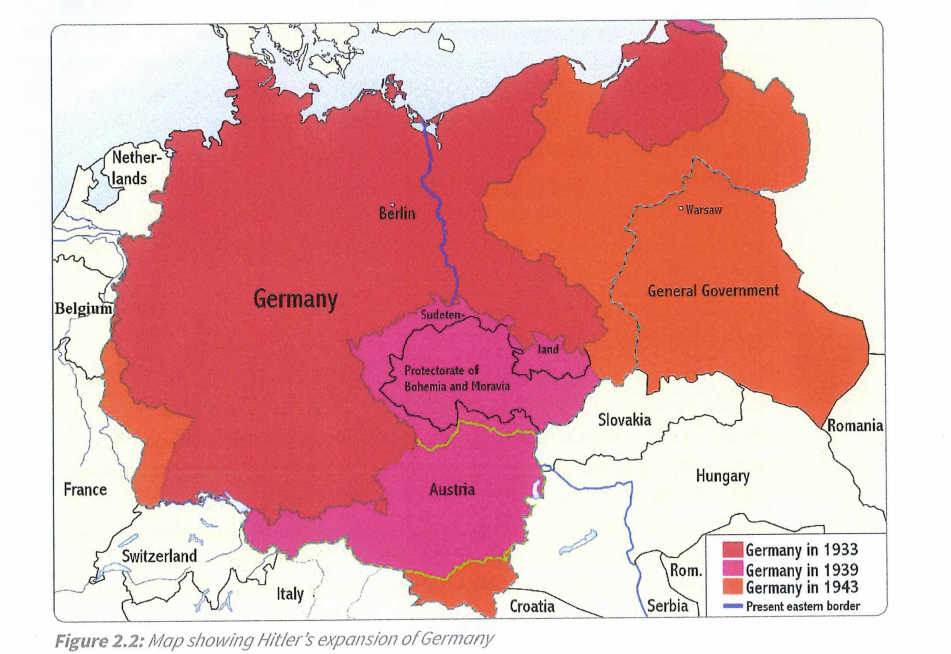 Nether-
lands
Berlin
Warsaw
Belgium
Germany
General Government
Sudeten-
land
Protectorate of
Bohemia and Moravia
Slovakia
Romania
France
Austria
Hungary
Switzerland
Italy
Croatia
Rom.
Serbia
Germany in 1933
Germany in 1939
Germany in 1943
Present eastern border
Figure 2.2: Map showing Hitler's expansion of Germany